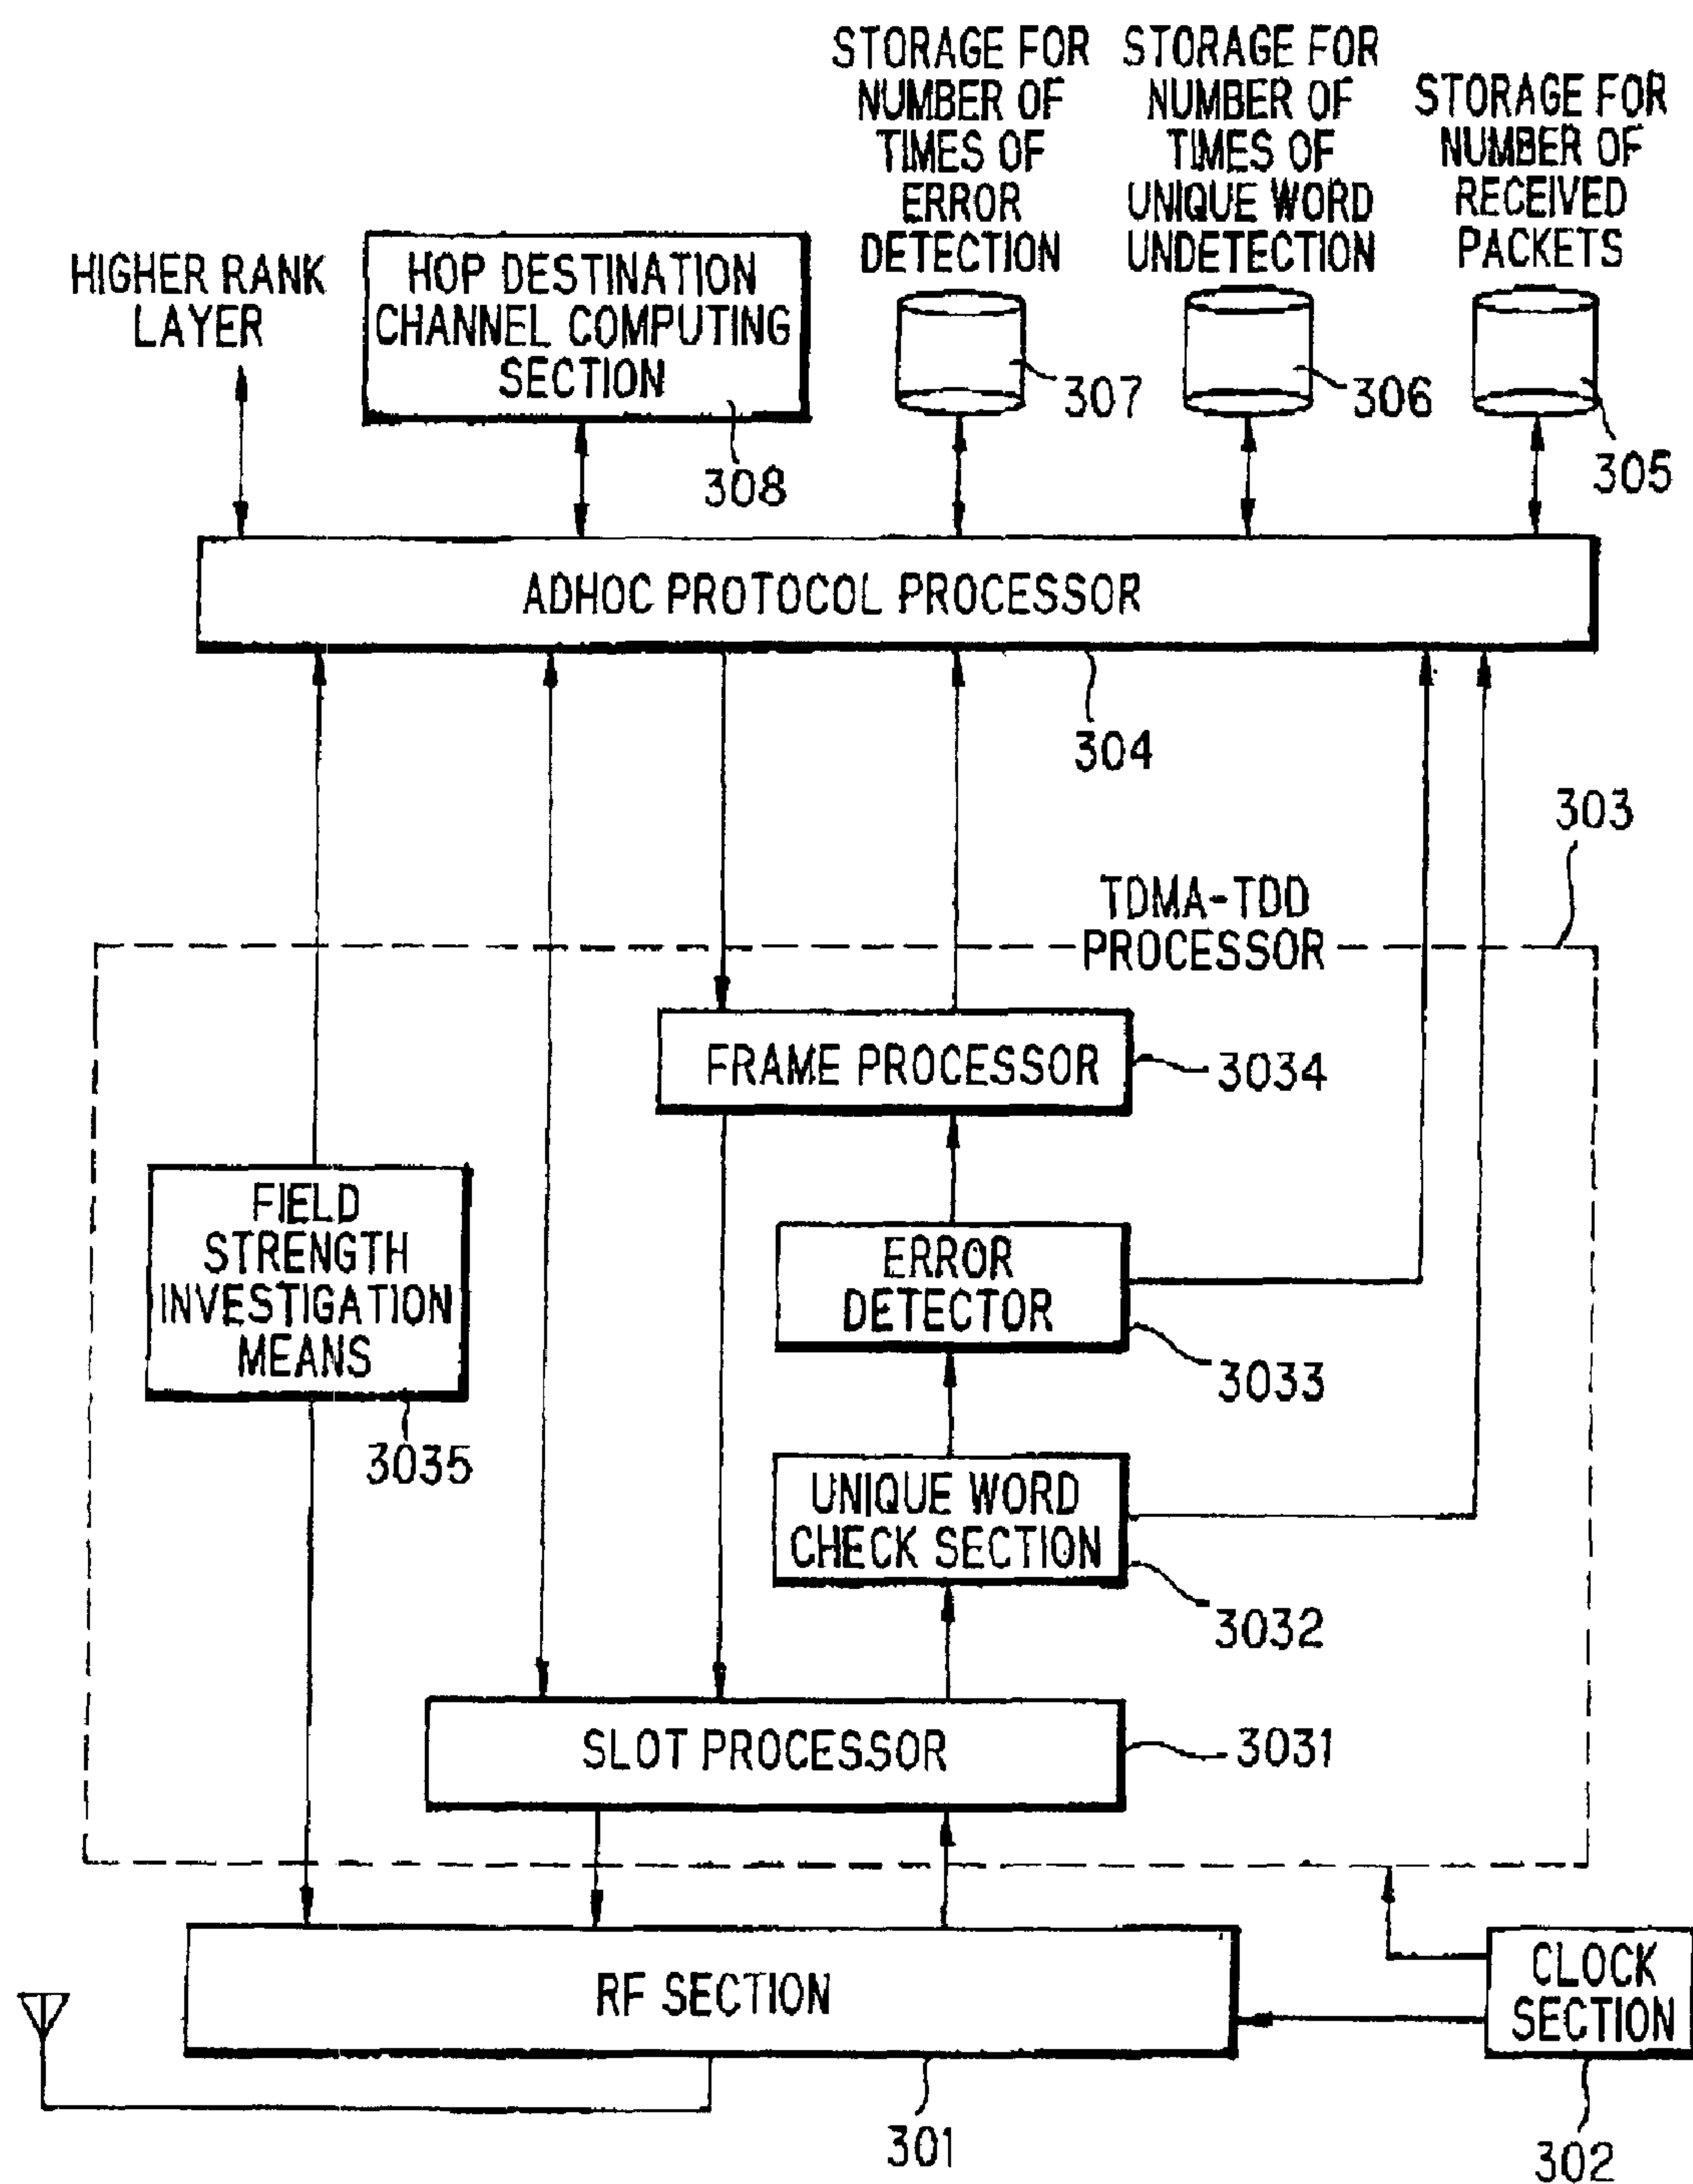 STORAGE FOR
NUMBER OF
TIMES OF
ERROR
DETECTION
STORAGE FOR
NUMBER OF
TIMES OF
UNIQUE WORD
UNDETECTION
STORAGE FOR
NUMBER OF
RECEIVED
PACKETS
HIGHER RANK
LAYER
HOP DESTINATION
CHANNEL COMPUTING
SECTION
308
307
306
305
ADHOC PROTOCOL PROCESSOR
304
303
TDMA-TDD
PROCESSOR
FRAME PROCESSOR
3034
FIELD
STRENGTH
INVESTIGATION
MEANS
3035
ERROR
DETECTOR
3033
UNIQUE WORD
CHECK SECTION
3032
SLOT PROCESSOR
3031
RF SECTION
301
CLOCK
SECTION
302